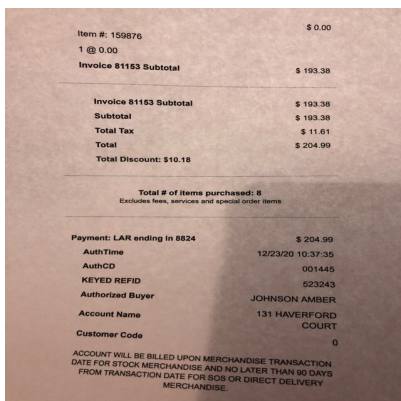 $ 0.00
Item #: 159876
1 @ 0.00
Invoice 81153 Subtotal $ 193.38
Invoice 81153 Subtotal $ 193.38
Subtotal $ 193.38
Total Tax $ 11.61
Total $ 204.99
Total Discount: $10.18
Total # of items purchased: 8
Excludes fees, services and special order items
Payment: LAR ending in 8824 $ 204.99
AuthTime 12/23/20 10:37:35
AuthCD 001445
KEYED REFID 523243
Authorized Buyer JOHNSON AMBER
Account Name 131 HAVERFORD
COURT
Customer Code 0
ACCOUNT WILL BE BILLED UPON MERCHANDISE TRANSACTION
DATE FOR STOCK MERCHANDISE AND NO LATER THAN 90 DAYS
FROM TRANSACTION DATE FOR SOS OR DIRECT DELIVERY
MERCHANDISE.